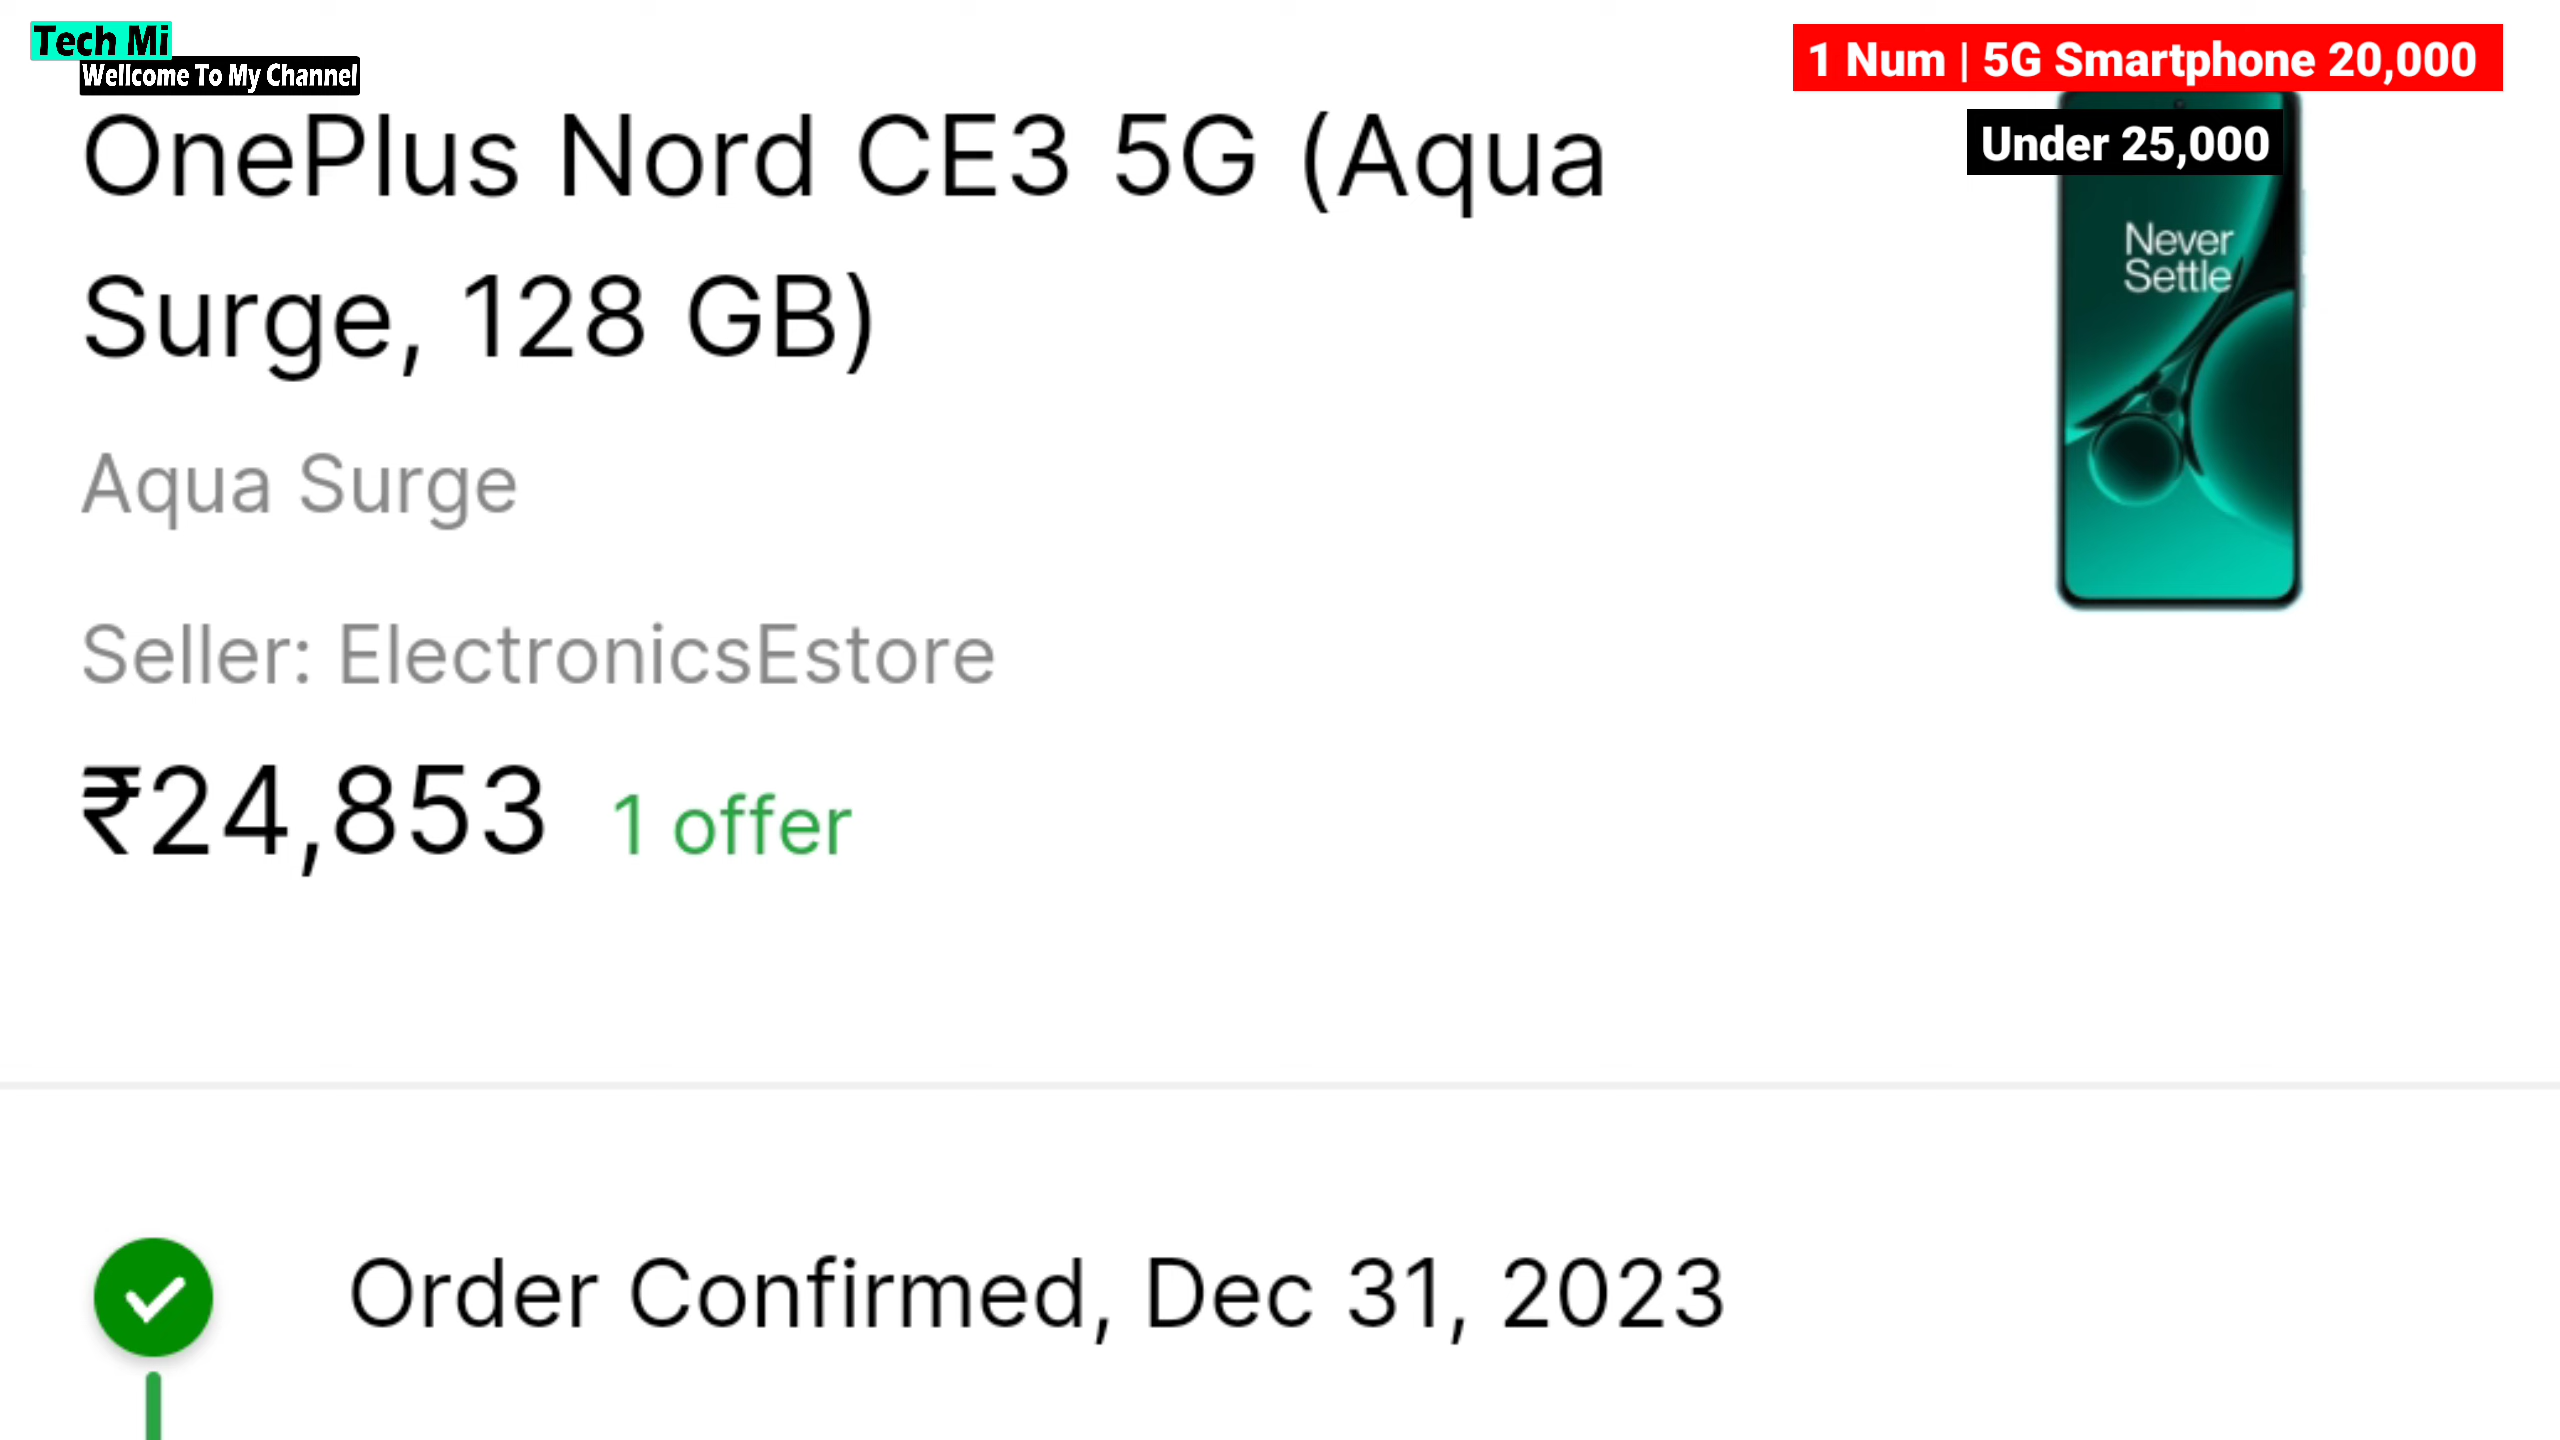 Tech Mi
Wellcome To My Channel
1 Num | 5G Smartphone 20,000
Under 25,000
OnePlus Nord CE3 5G (Aqua
Surge, 128 GB)
Never
Settle
Aqua Surge
Seller: ElectronicsEstore
₹24,853 1 offer
Order Confirmed, Dec 31, 2023